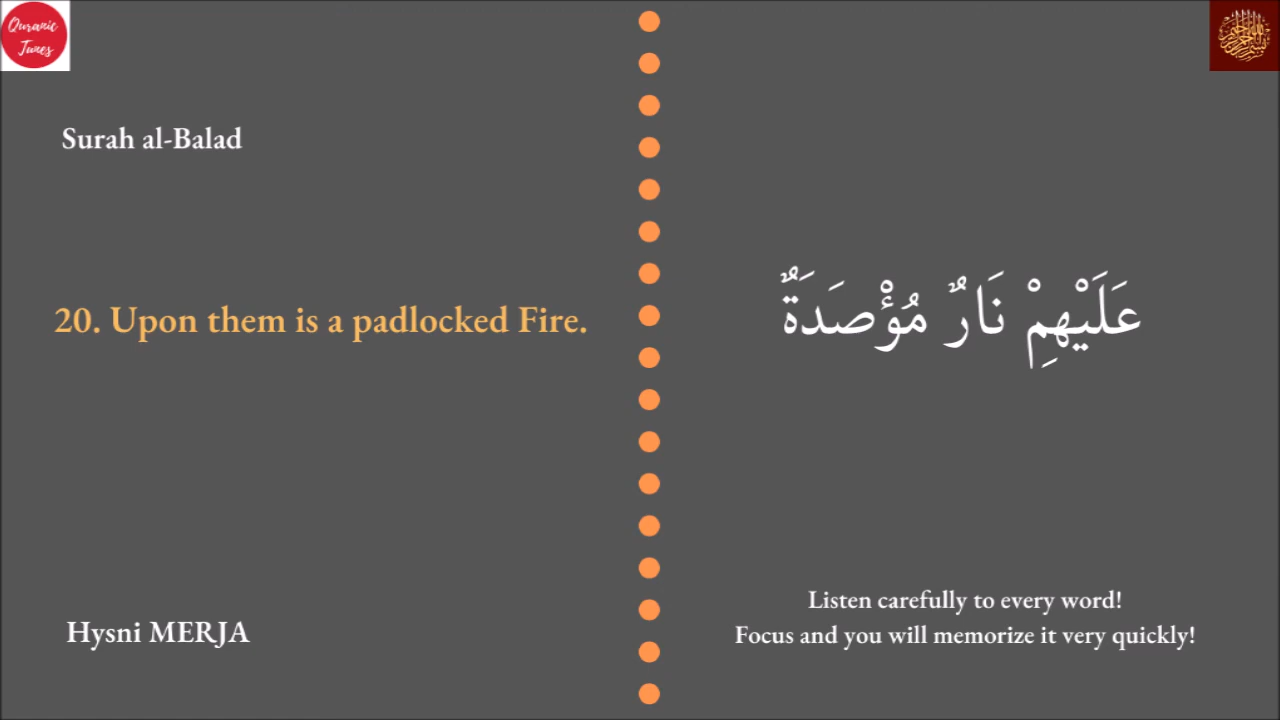 Quranic
Tunes
Surah al-Balad
20. Upon them is a padlocked Fire.
عَلَيْهِمْ نَارٌ مُؤْصَدَةٌ
Hysni MERJA
Listen carefully to every word!
Focus and you will memorize it very quickly!